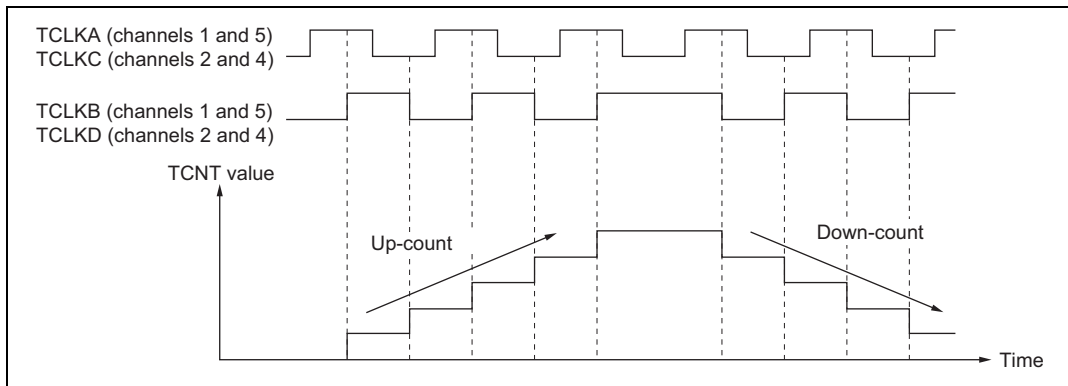 TCLKA (channels 1 and 5)
TCLKC (channels 2 and 4)
TCLKB (channels 1 and 5)
TCLKD (channels 2 and 4)
TCNT value
Up-count
Down-count
Time